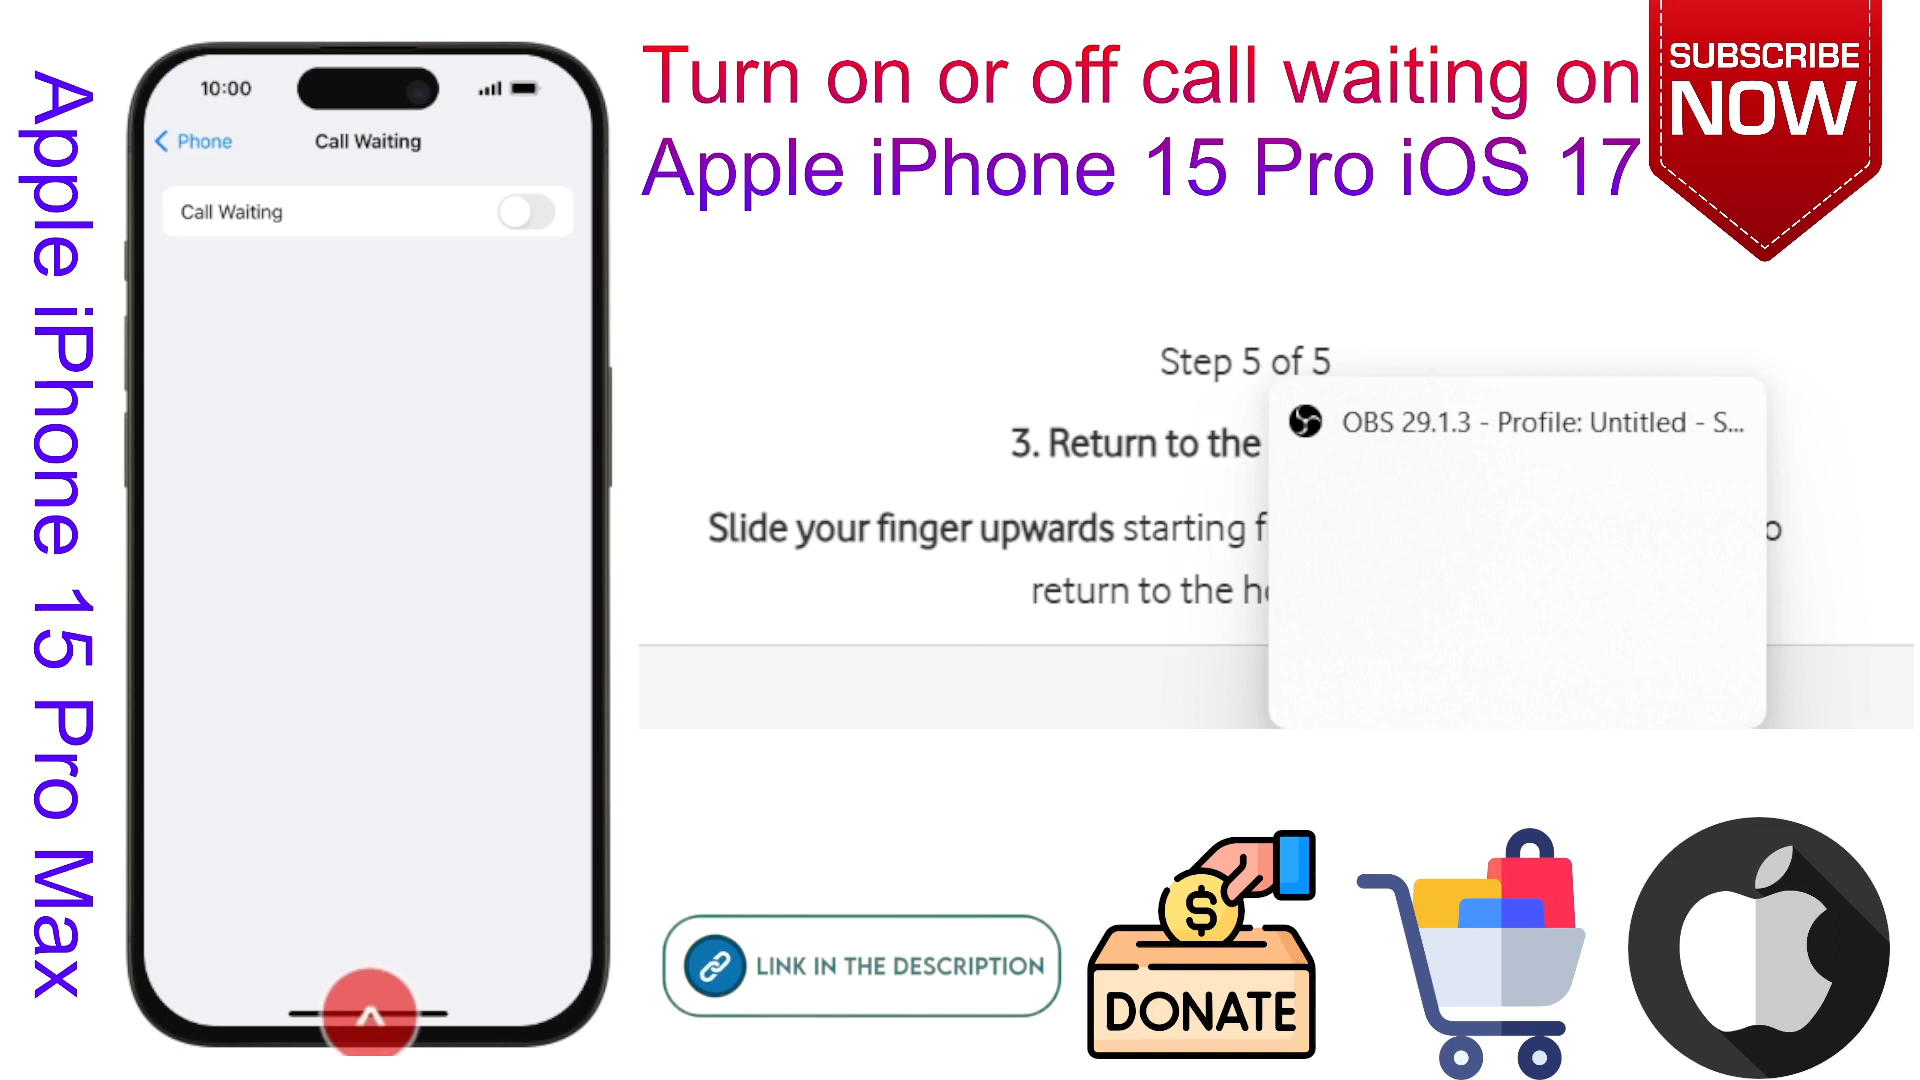 Apple iPhone 15 Pro Max
10:00
Phone
Call Waiting
Call Waiting
Turn on or off call waiting on
Apple iPhone 15 Pro iOS 17
SUBSCRIBE
NOW
Step 5 of 5
3. Return to the
Slide your finger upwards starting
return to the
OBS 29.1.3 - Profile: Untitled - S...
LINK IN THE DESCRIPTION
$
DONATE